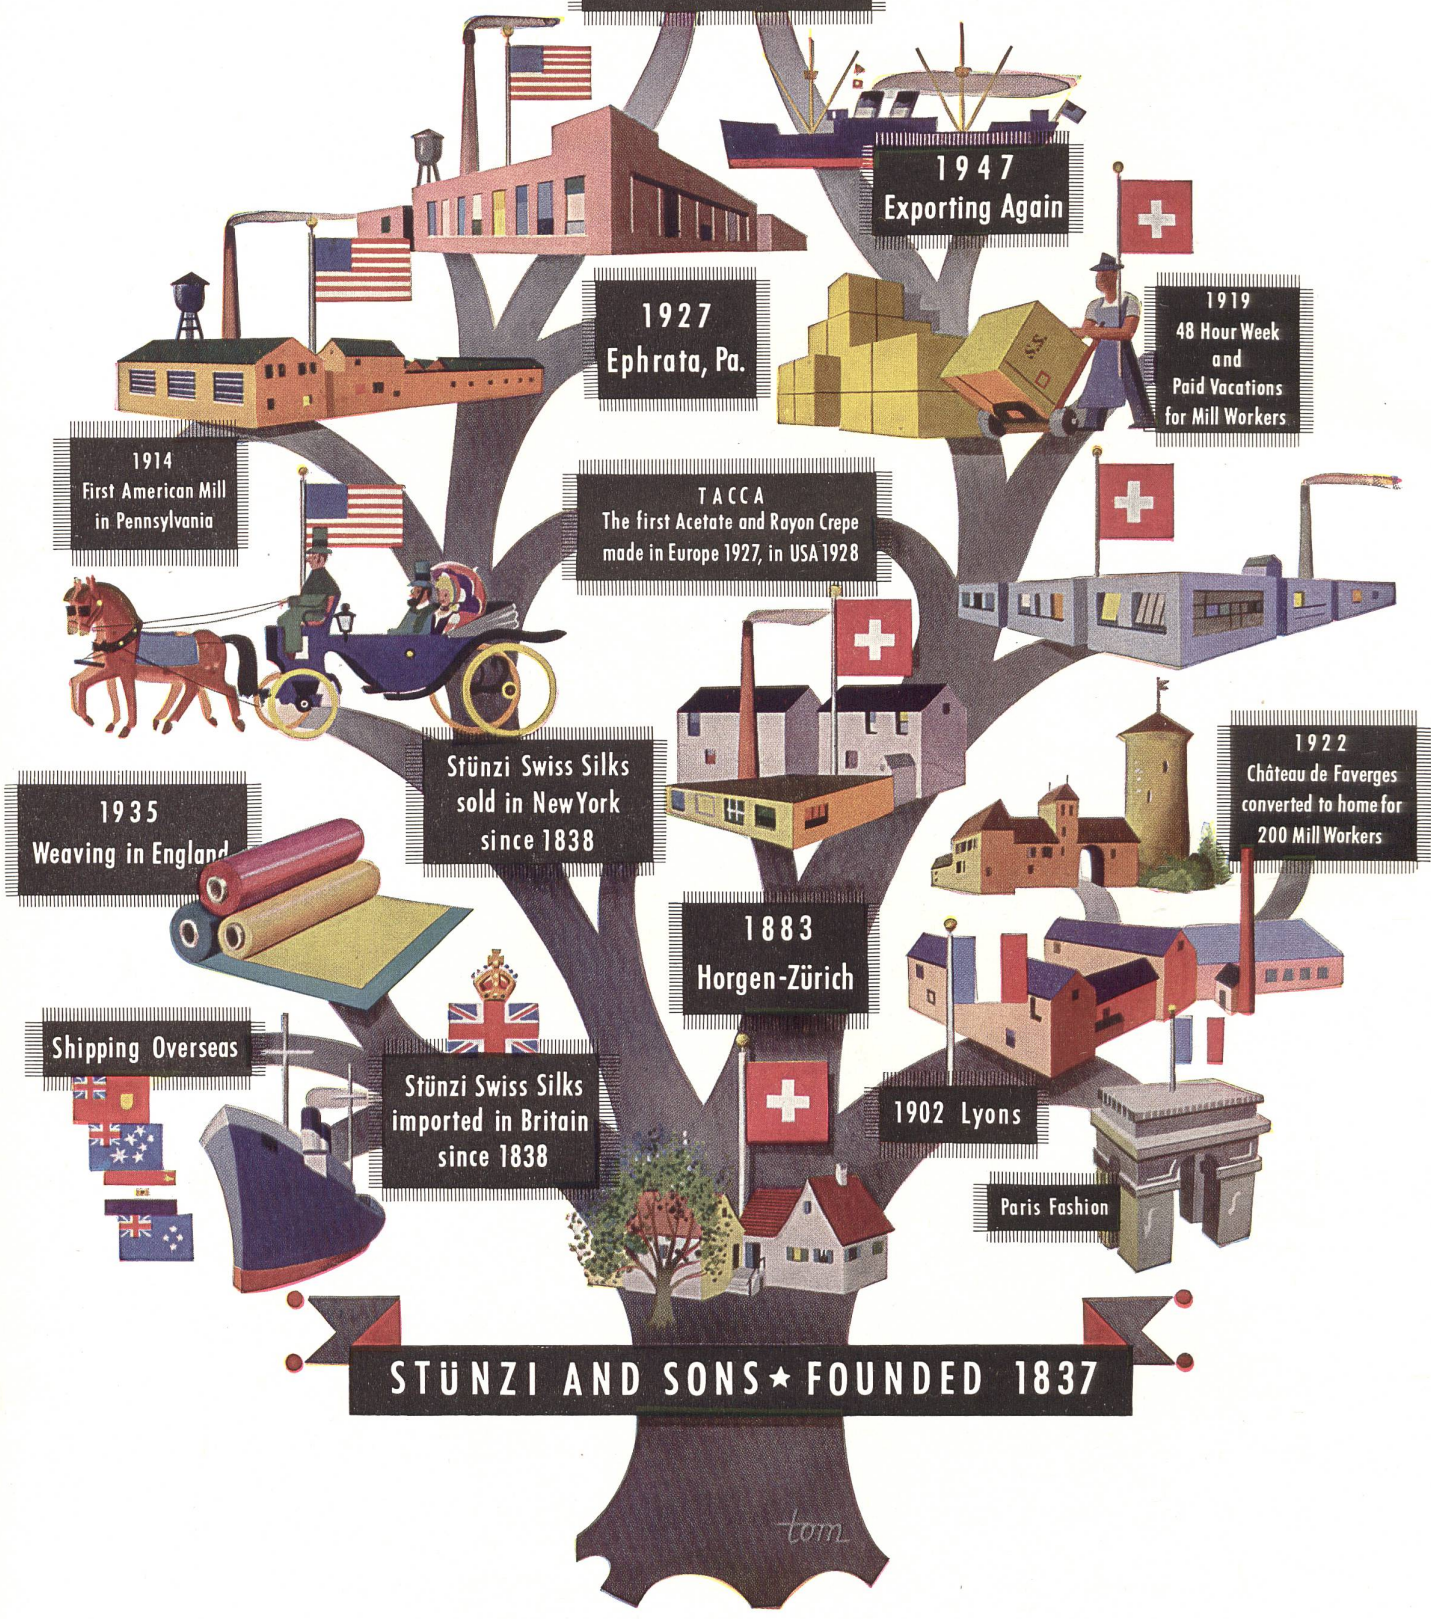 1947
Exporting Again
1927
Ephrata, Pa.
1919
48 Hour Week
and
Paid Vacations
for Mill Workers
S.S.
1914
First American Mill
in Pennsylvania
TACCA
The first Acetate and Rayon Crepe
made in Europe 1927, in USA 1928
Stünzi Swiss Silks
sold in New York
since 1838
1922
Château de Faverges
converted to home for
200 Mill Workers
1935
Weaving in England
1883
Horgen-Zürich
Shipping Overseas
Stünzi Swiss Silks
imported in Britain
since 1838
1902 Lyons
Paris Fashion
STüNZI AND SONS★FOUNDED 1837
tom